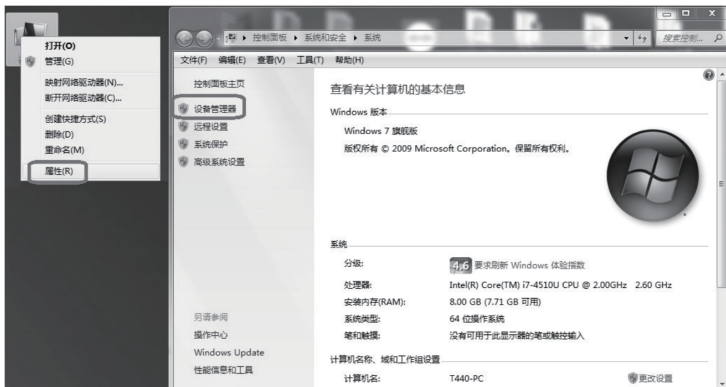 打开(O)
管理(G)
映射网络驱动器(N)...
断开网络驱动器(C)...
创建快捷方式(S)
删除(D)
重命名(M)
属性(R)
控制面板 系统和安全 系统
搜索控制...
文件(F) 编辑(E) 查看(V) 工具(T) 帮助(H)
控制面板主页
设备管理器
远程设置
系统保护
高级系统设置
另请参阅
操作中心
Windows Update
性能信息和工具
查看有关计算机的基本信息
Windows 版本
Windows 7 旗舰版
版权所有 © 2009 Microsoft Corporation。保留所有权利。
系统
分级: 4.6 要求刷新 Windows 体验指数
处理器: Intel(R) Core(TM) i7-4510U CPU @ 2.00GHz 2.60 GHz
安装内存(RAM): 8.00 GB (7.71 GB 可用)
系统类型: 64 位操作系统
笔和触摸: 没有可用于此显示器的笔或触控输入
计算机名称、域和工作组设置
计算机名: T440-PC 更改设置